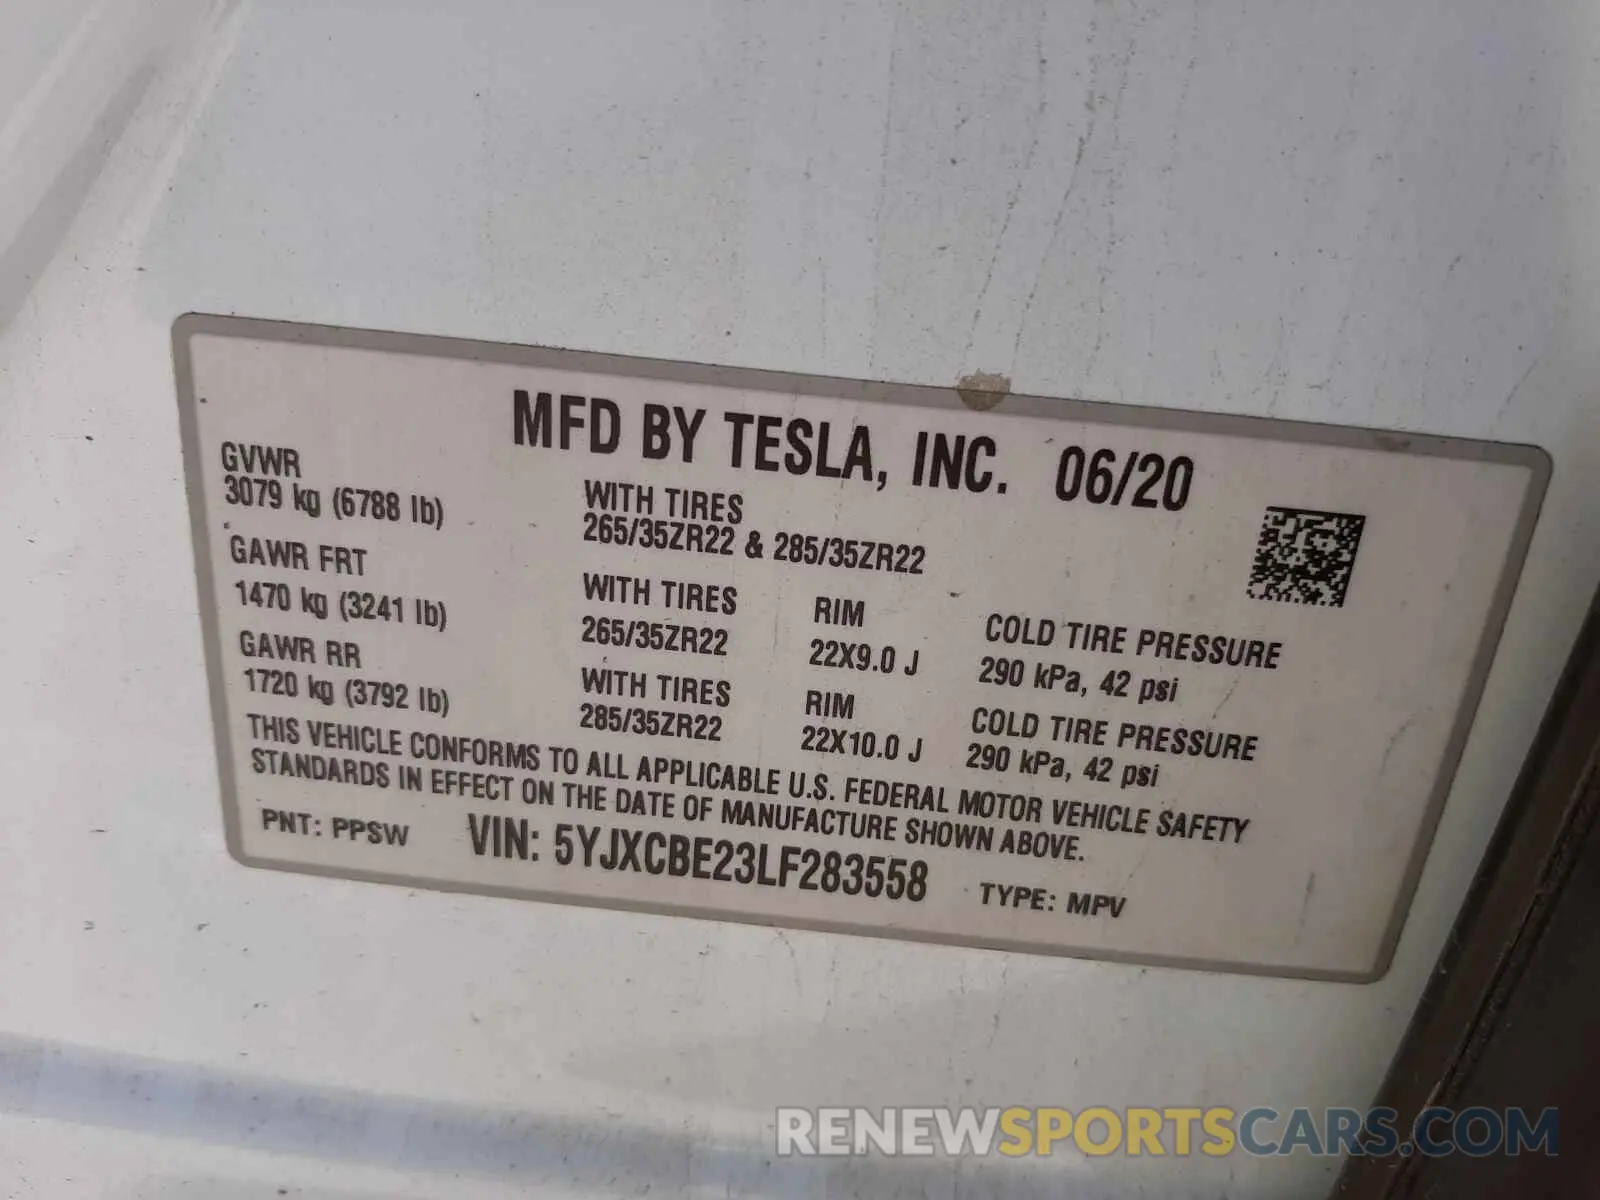 MFD BY TESLA, INC. 06/20
GVWR
3079 kg (6788 lb)
WITH TIRES
265/35ZR22 & 285/35ZR22
GAWR FRT
1470 kg (3241 lb)
WITH TIRES
265/35ZR22
RIM
22X9.0 J
COLD TIRE PRESSURE
290 kPa, 42 psi
GAWR RR
1720 kg (3792 lb)
WITH TIRES
285/35ZR22
RIM
22X10.0 J
COLD TIRE PRESSURE
290 kPa, 42 psi
THIS VEHICLE CONFORMS TO ALL APPLICABLE U.S. FEDERAL MOTOR VEHICLE SAFETY
STANDARDS IN EFFECT ON THE DATE OF MANUFACTURE SHOWN ABOVE.
PNT: PPSW VIN: 5YJXCBE23LF283558 TYPE: MPV
RENEWSPORTSCARS.COM